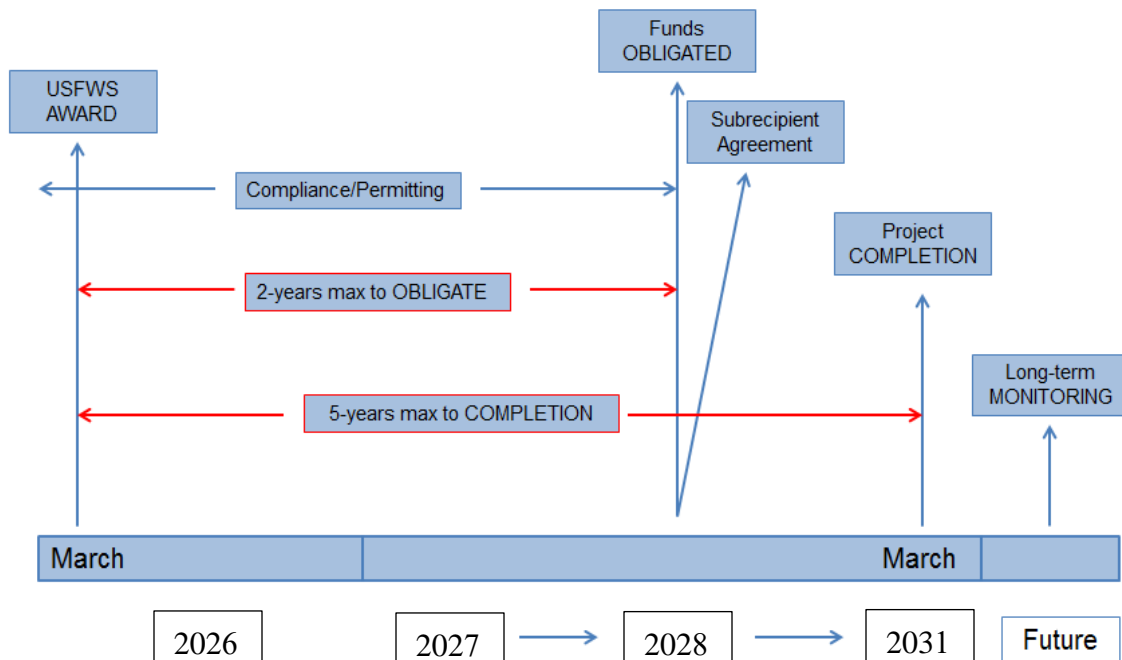 Funds
OBLIGATED
USFWS
AWARD
Subrecipient
Agreement
Compliance/Permitting
Project
COMPLETION
2-years max to OBLIGATE
Long-term
MONITORING
5-years max to COMPLETION
March
March
2026
2027
2028
2031
Future